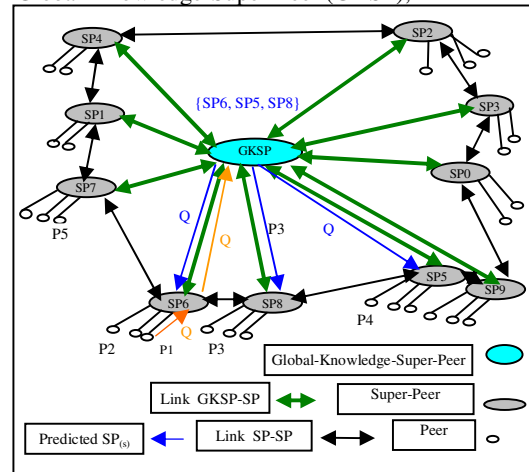 Global Knowledge Super Peer (GKSP),
SP4
SP2
{SP6, SP5, SP8}
SP1
SP3
GKSP
SP0
SP7
P5
Q
Q
P3
Q
SP5
SP9
SP6
SP8
P4
P2
P1
P3
Q
Global-Knowledge-Super-Peer
Link GKSP-SP
Super-Peer
Predicted SP(s)
Link SP-SP
Peer